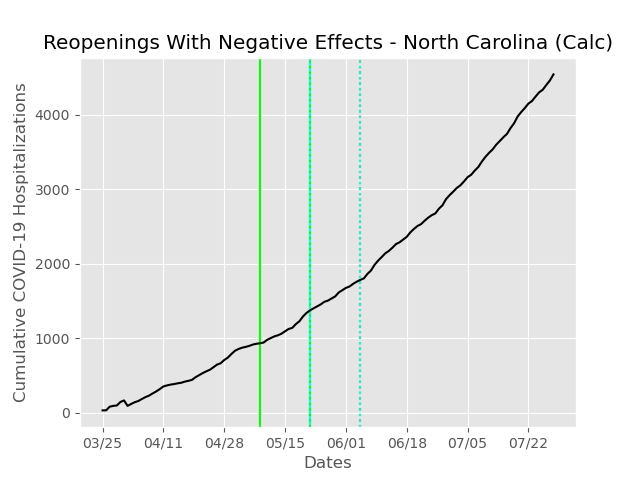 Reopenings With Negative Effects - North Carolina (Calc)
Cumulative COVID-19 Hospitalizations
4000
3000
2000
1000
0
03/25 04/11 04/28 05/15 06/01 06/18 07/05 07/22
Dates